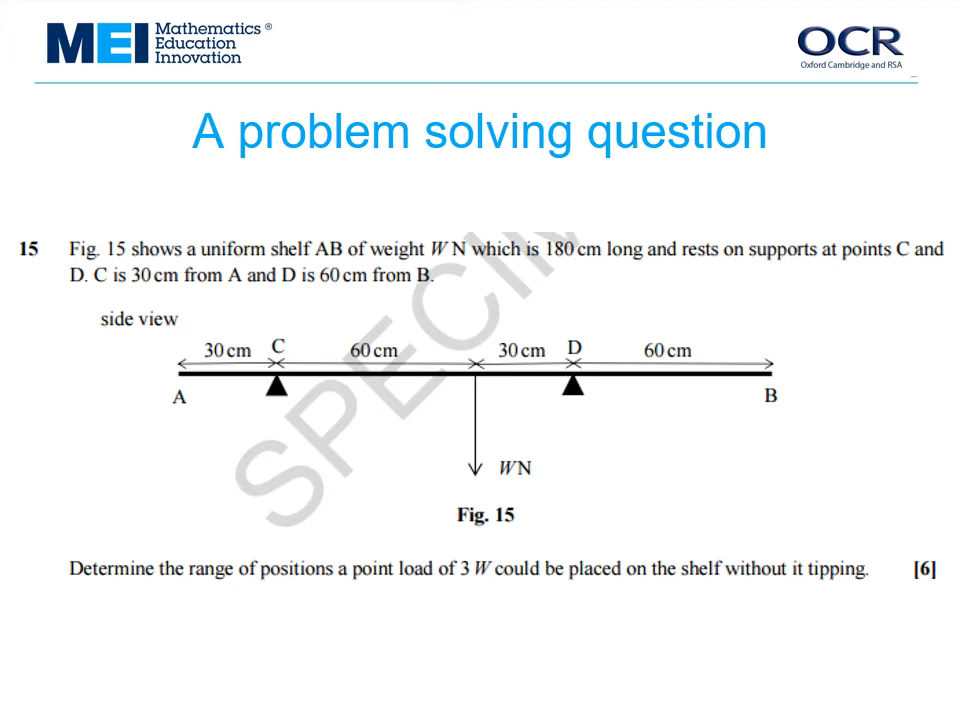 MEI Mathematics ®
Education
Innovation
OCR
Oxford Cambridge and RSA
A problem solving question
15 Fig. 15 shows a uniform shelf AB of weight W N which is 180 cm long and rests on supports at points C and
D. C is 30 cm from A and D is 60 cm from B.
side view
30 cm C 60 cm 30 cm D 60 cm
A B
WN
Fig. 15
SPECIM
Determine the range of positions a point load of 3 W could be placed on the shelf without it tipping. [6]